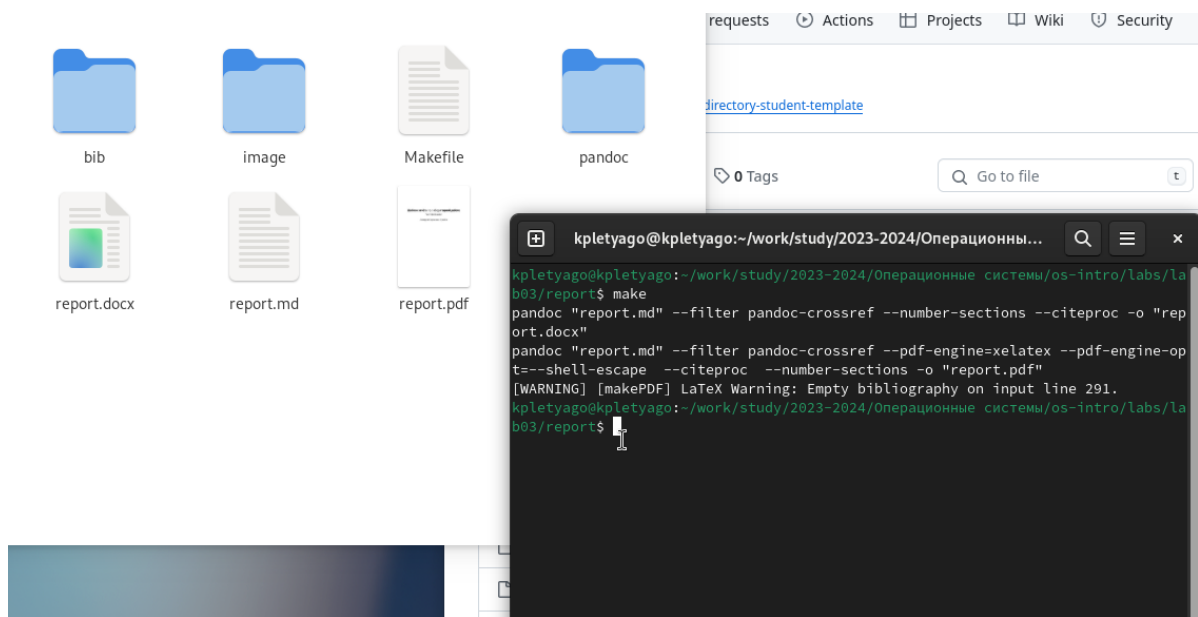 requests Actions Projects Wiki Security
directory-student-template
0 Tags
Go to file t
bib image Makefile pandoc
report.docx report.md report.pdf
kpletyago@kpletyago:~/work/study/2023-2024/Операционны...
kpletyago@kpletyago:~/work/study/2023-2024/Операционные системы/os-intro/labs/la
b03/report$ make
pandoc "report.md" --filter pandoc-crossref --number-sections --citeproc -o "rep
ort.docx"
pandoc "report.md" --filter pandoc-crossref --pdf-engine=xelatex --pdf-engine-op
t=--shell-escape  --citeproc  --number-sections -o "report.pdf"
[WARNING] [makePDF] LaTeX Warning: Empty bibliography on input line 291.
kpletyago@kpletyago:~/work/study/2023-2024/Операционные системы/os-intro/labs/la
b03/report$